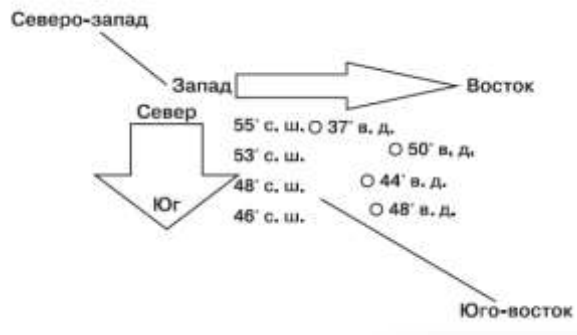 Северо-запад
Запад
Восток
Север
55° с. ш. 37° в. д.
53° с. ш. 50° в. д.
48° с. ш. 44° в. д.
46° с. ш. 48° в. д.
Юг
Юго-восток